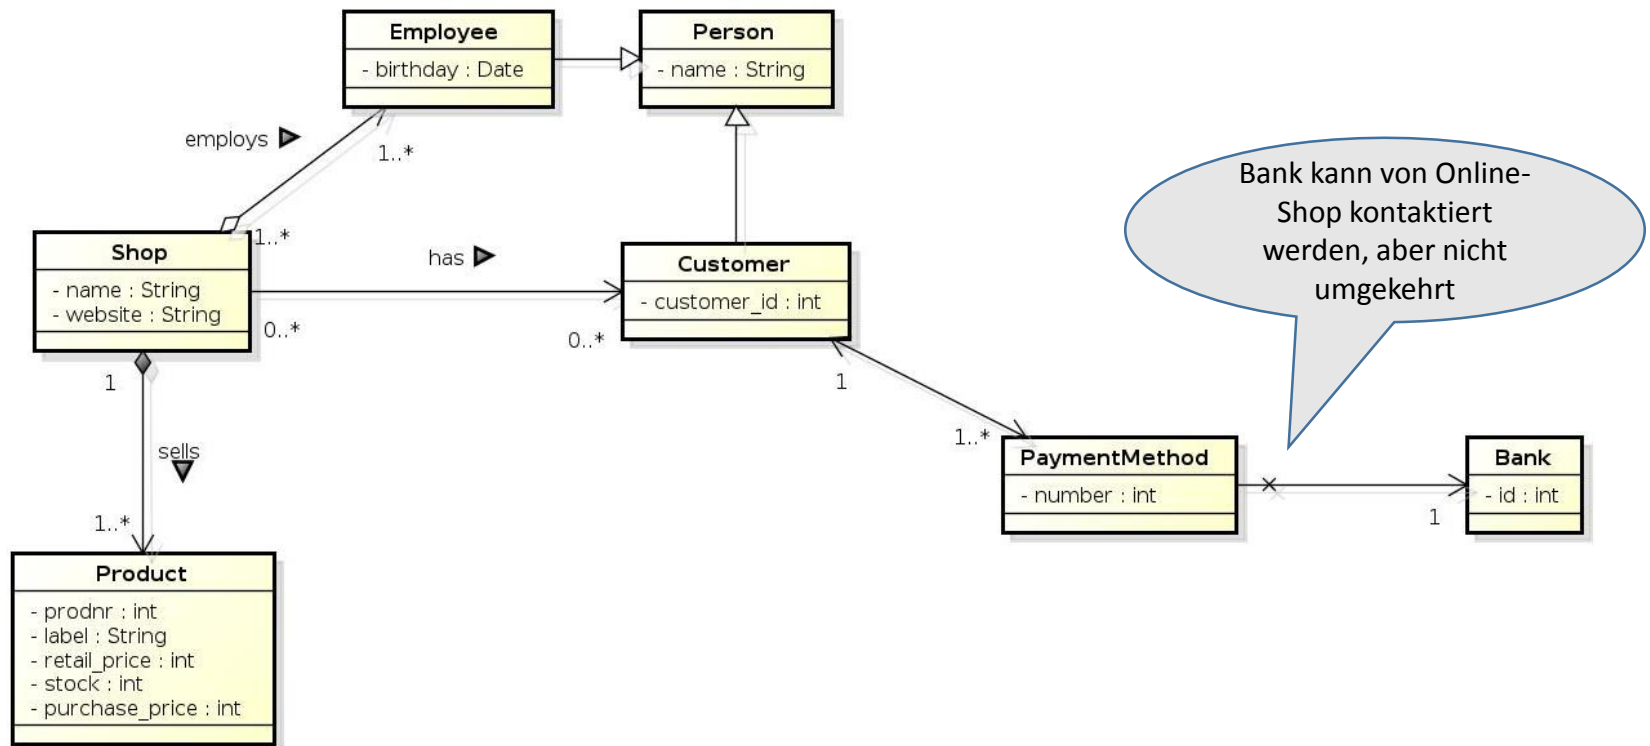 Employee
- birthday : Date
Person
- name : String
employs
1..*
1..*
Shop
- name : String
- website : String
has
0..*
0..*
Customer
- customer_id : int
Bank kann von Online-
Shop kontaktiert
werden, aber nicht
umgekehrt
1
sells
1..*
1
1..*
PaymentMethod
- number : int
1
Bank
- id : int
Product
- prodnr : int
- label : String
- retail_price : int
- stock : int
- purchase_price : int